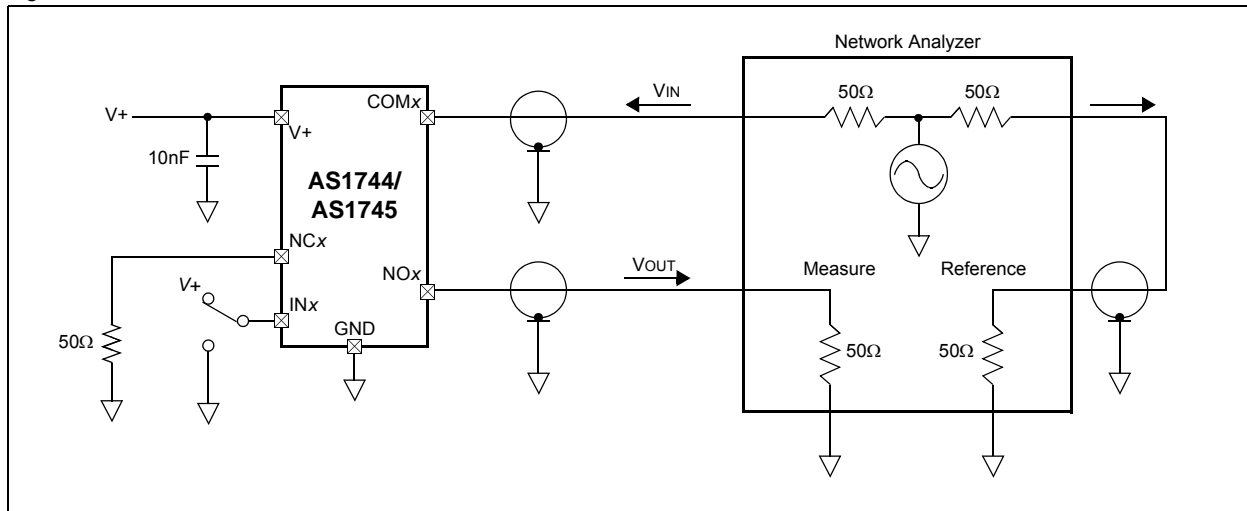 Network Analyzer
COMx
VIN
50Ω
50Ω
V+
V+
10nF
AS1744/
AS1745
NCx
NOx
VOUT
Measure
Reference
V+
INx
GND
50Ω
50Ω
50Ω